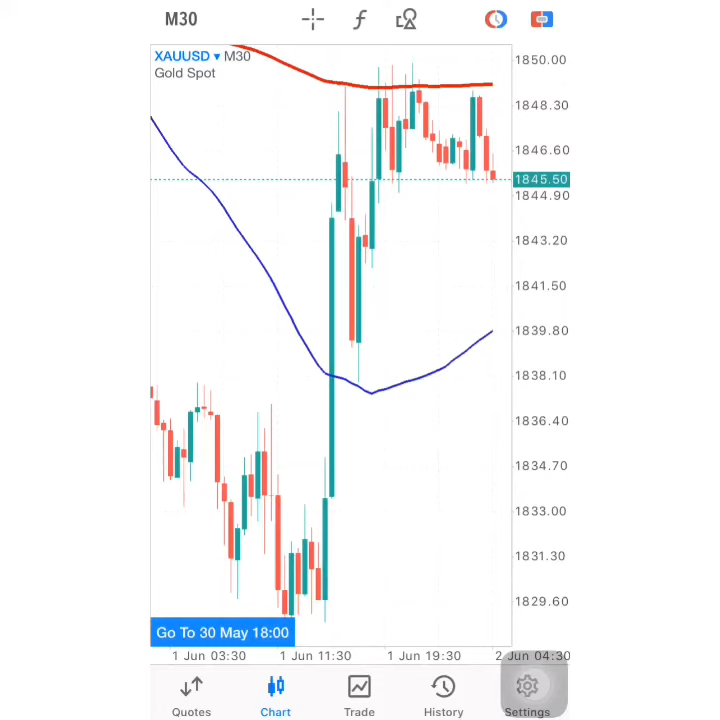 M30
XAUUSD ▾ M30
Gold Spot
1850.00
1848.30
1846.60
1845.50
1844.90
1843.20
1841.50
1839.80
1838.10
1836.40
1834.70
1833.00
1831.30
1829.60
Go To 30 May 18:00
1 Jun 03:30 1 Jun 11:30 1 Jun 19:30 2 Jun 04:30
Quotes Chart Trade History Settings